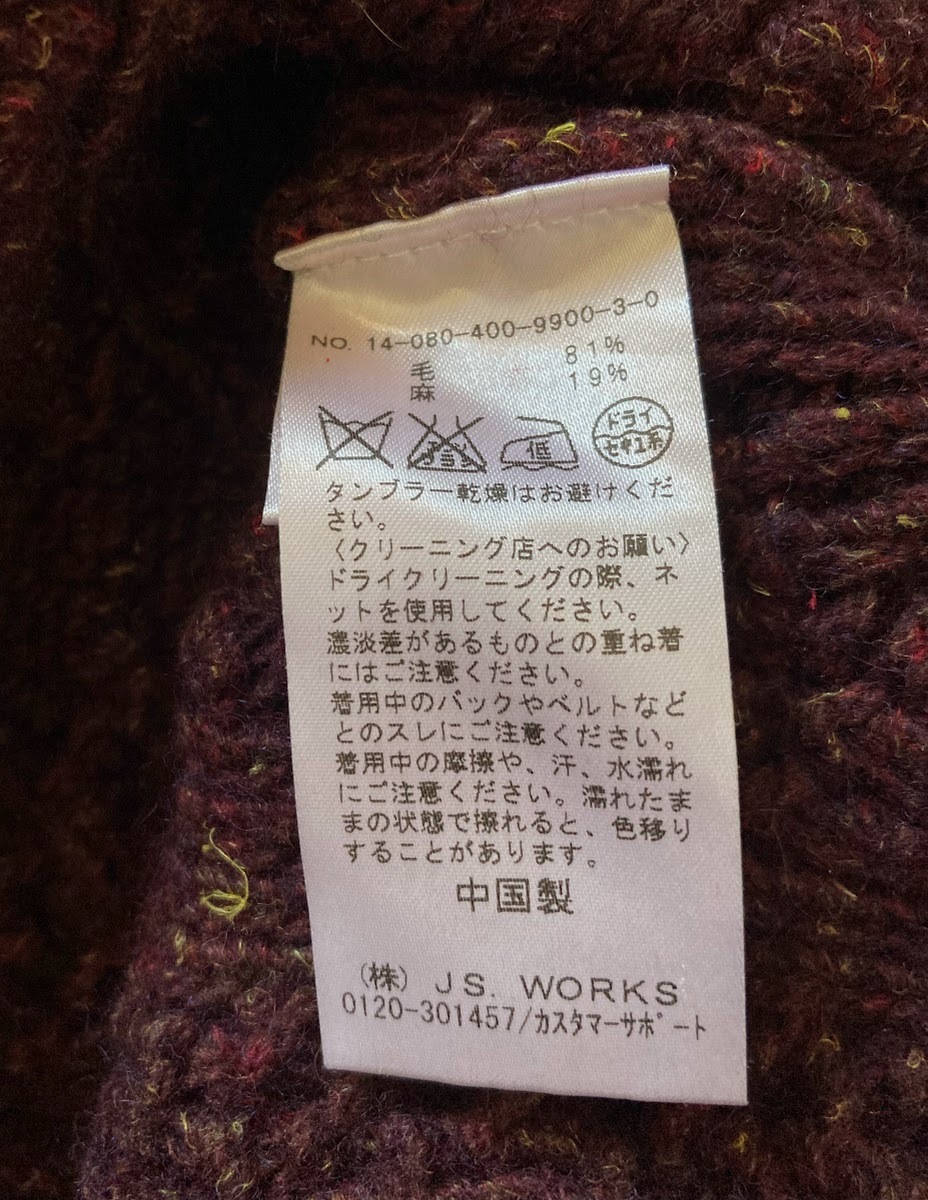 NO. 14-080-400-9900-3-0
毛 81%
麻 19%
低 ドライ
セキユ系
タンブラー乾燥はお避けくだ
さい。
〈クリーニング店へのお願い〉
ドライクリーニングの際、ネ
ットを使用してください。
濃淡差があるものとの重ね着
にはご注意ください。
着用中のバックやベルトなど
とのスレにご注意ください。
着用中の摩擦や、汗、水濡れ
にご注意ください。濡れたま
まの状態で擦れると、色移り
することがあります。
中国製
（株） JS. WORKS
0120-301457/カスタマーサポート